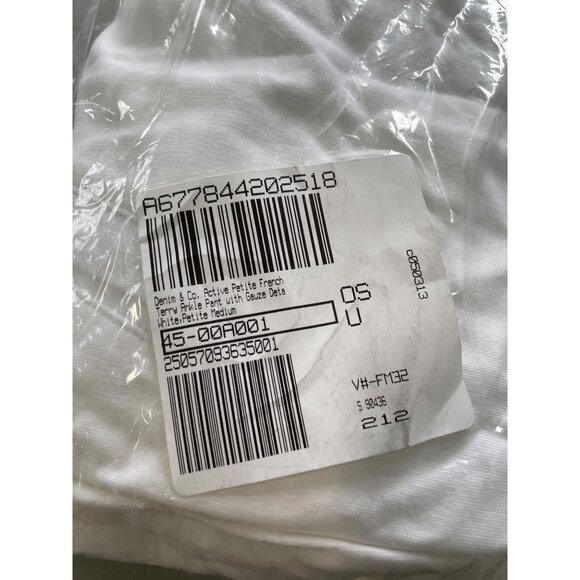 A677844202518
Denim & Co. Active Petite French
Terry Ankle Pant with Gauze Deta
White,Petite Medium
45-00A001
25057093635001
OS
U
c050313
V#-FM32
S 90436
212